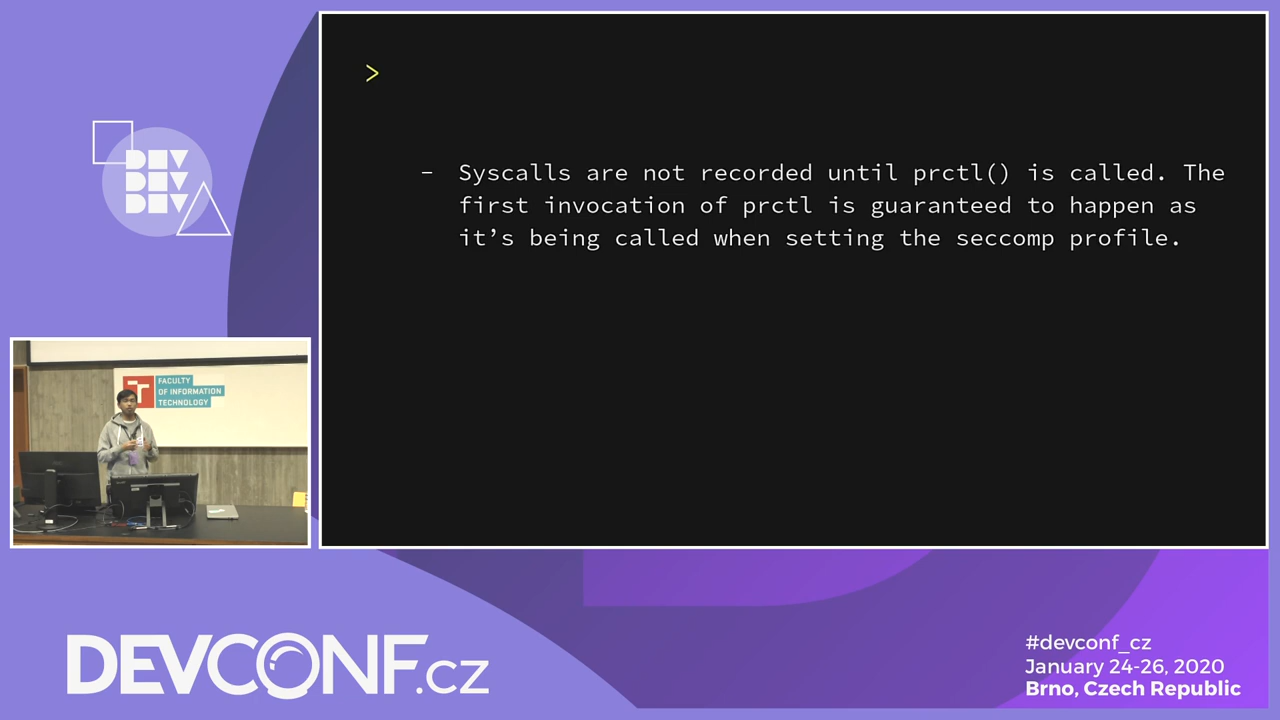 >
- Syscalls are not recorded until prctl() is called. The
first invocation of prctl is guaranteed to happen as
it’s being called when setting the seccomp profile.
DEV
DEV
DEV
FACULTY
OF INFORMATION
TECHNOLOGY
DEVCONF.cz
#devconf_cz
January 24-26, 2020
Brno, Czech Republic